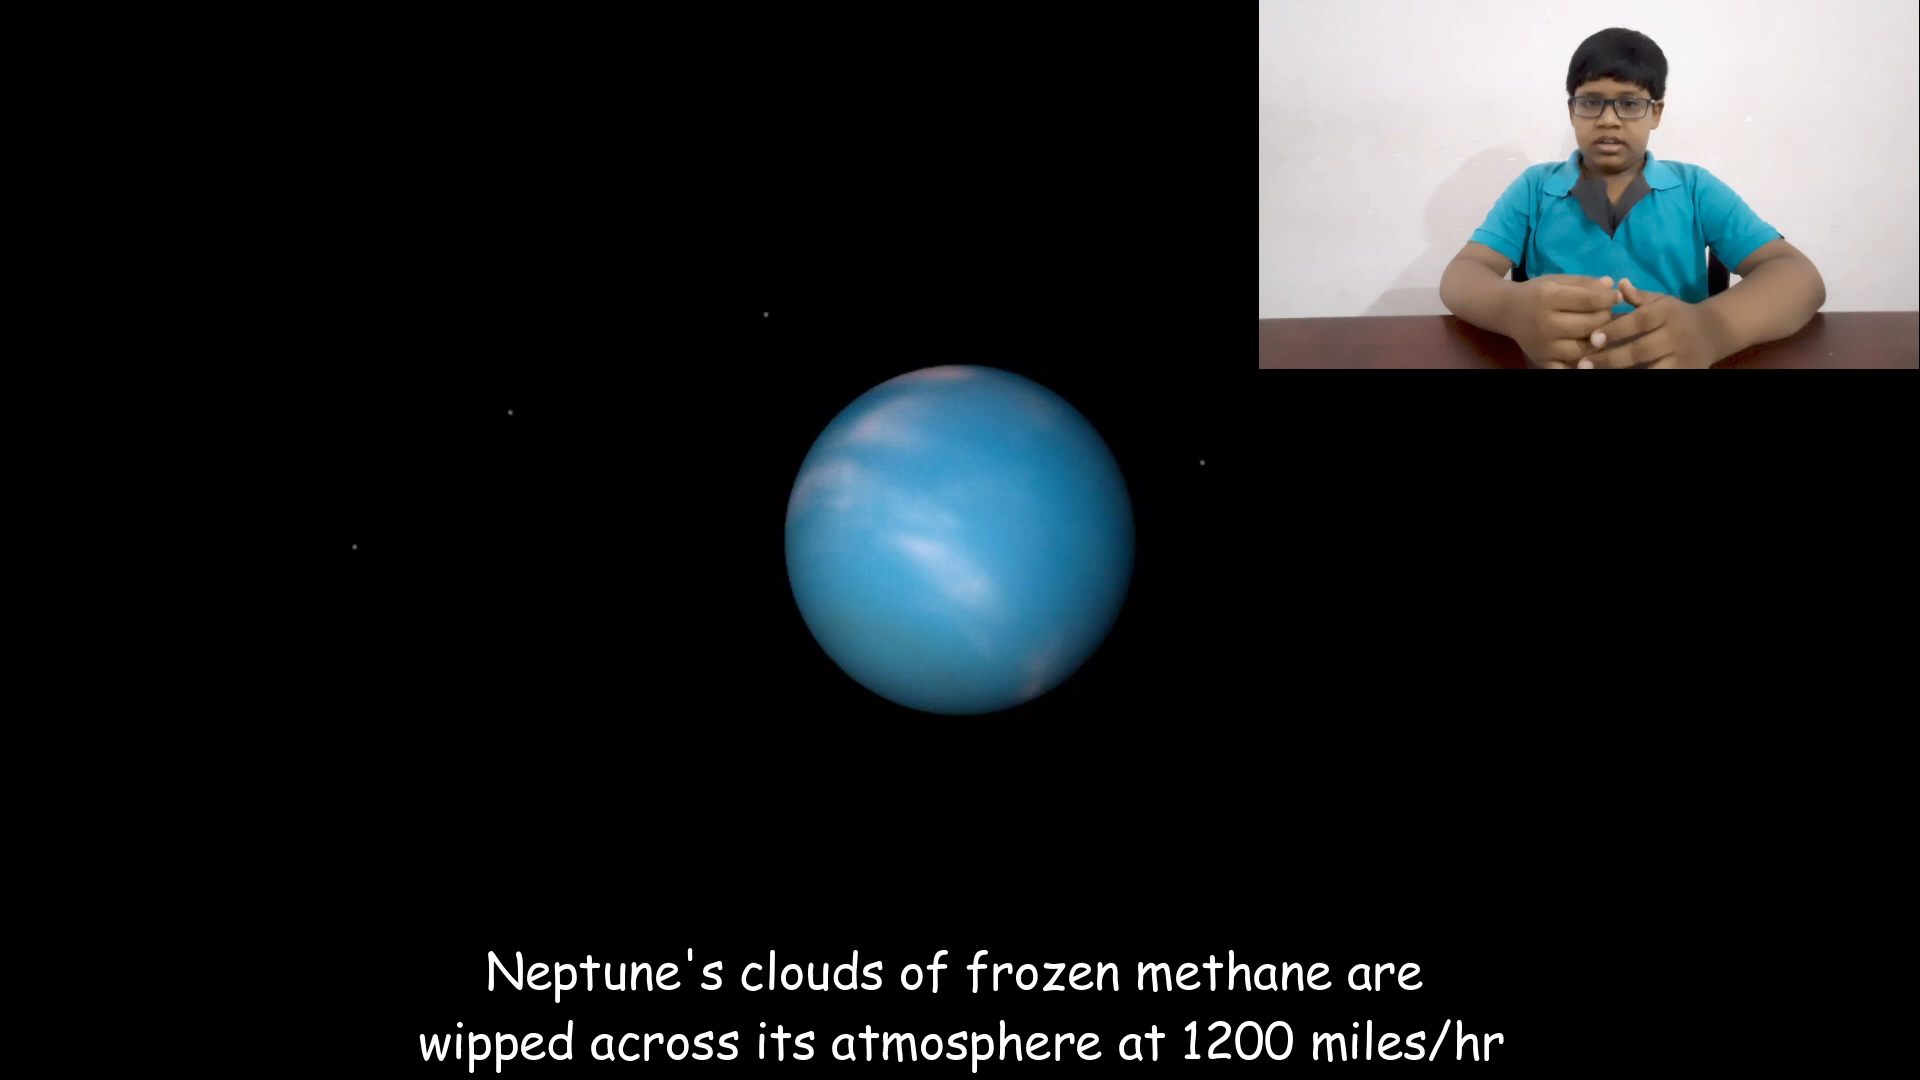 Neptune's clouds of frozen methane are
wipped across its atmosphere at 1200 miles/hr